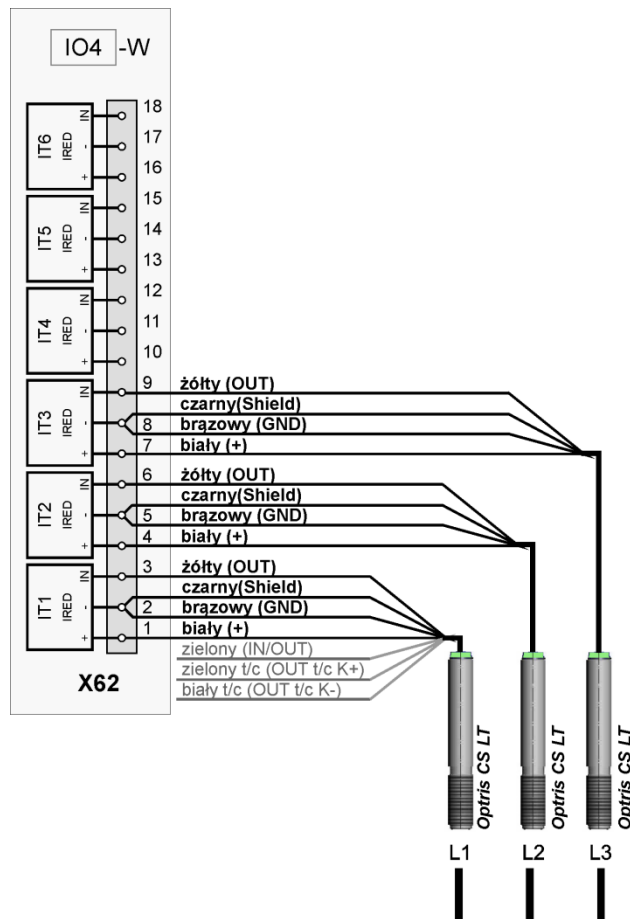 IO4 -W
18
IT6
IRED
IN
-
+
17
16
15
IT5
IRED
IN
-
+
14
13
12
IT4
IRED
IN
-
+
11
10
9
żółty (OUT)
czarny(Shield)
IT3
IRED
IN
-
+
8
brązowy (GND)
7
biały (+)
6
żółty (OUT)
czarny(Shield)
IT2
IRED
IN
-
+
5
brązowy (GND)
4
biały (+)
3
żółty (OUT)
czarny(Shield)
IT1
IRED
IN
-
+
2
brązowy (GND)
1
biały (+)
zielony (IN/OUT)
zielony t/c (OUT t/c K+)
biały t/c (OUT t/c K-)
X62
Optris CS LT
Optris CS LT
Optris CS LT
L1
L2
L3